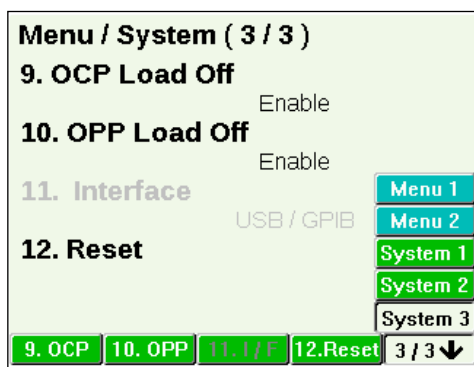 Menu / System ( 3 / 3 )
9. OCP Load Off
Enable
10. OPP Load Off
Enable
11. Interface
USB / GPIB
12. Reset
Menu 1
Menu 2
System 1
System 2
System 3
9. OCP 10. OPP 11. I / F 12.Reset 3 / 3